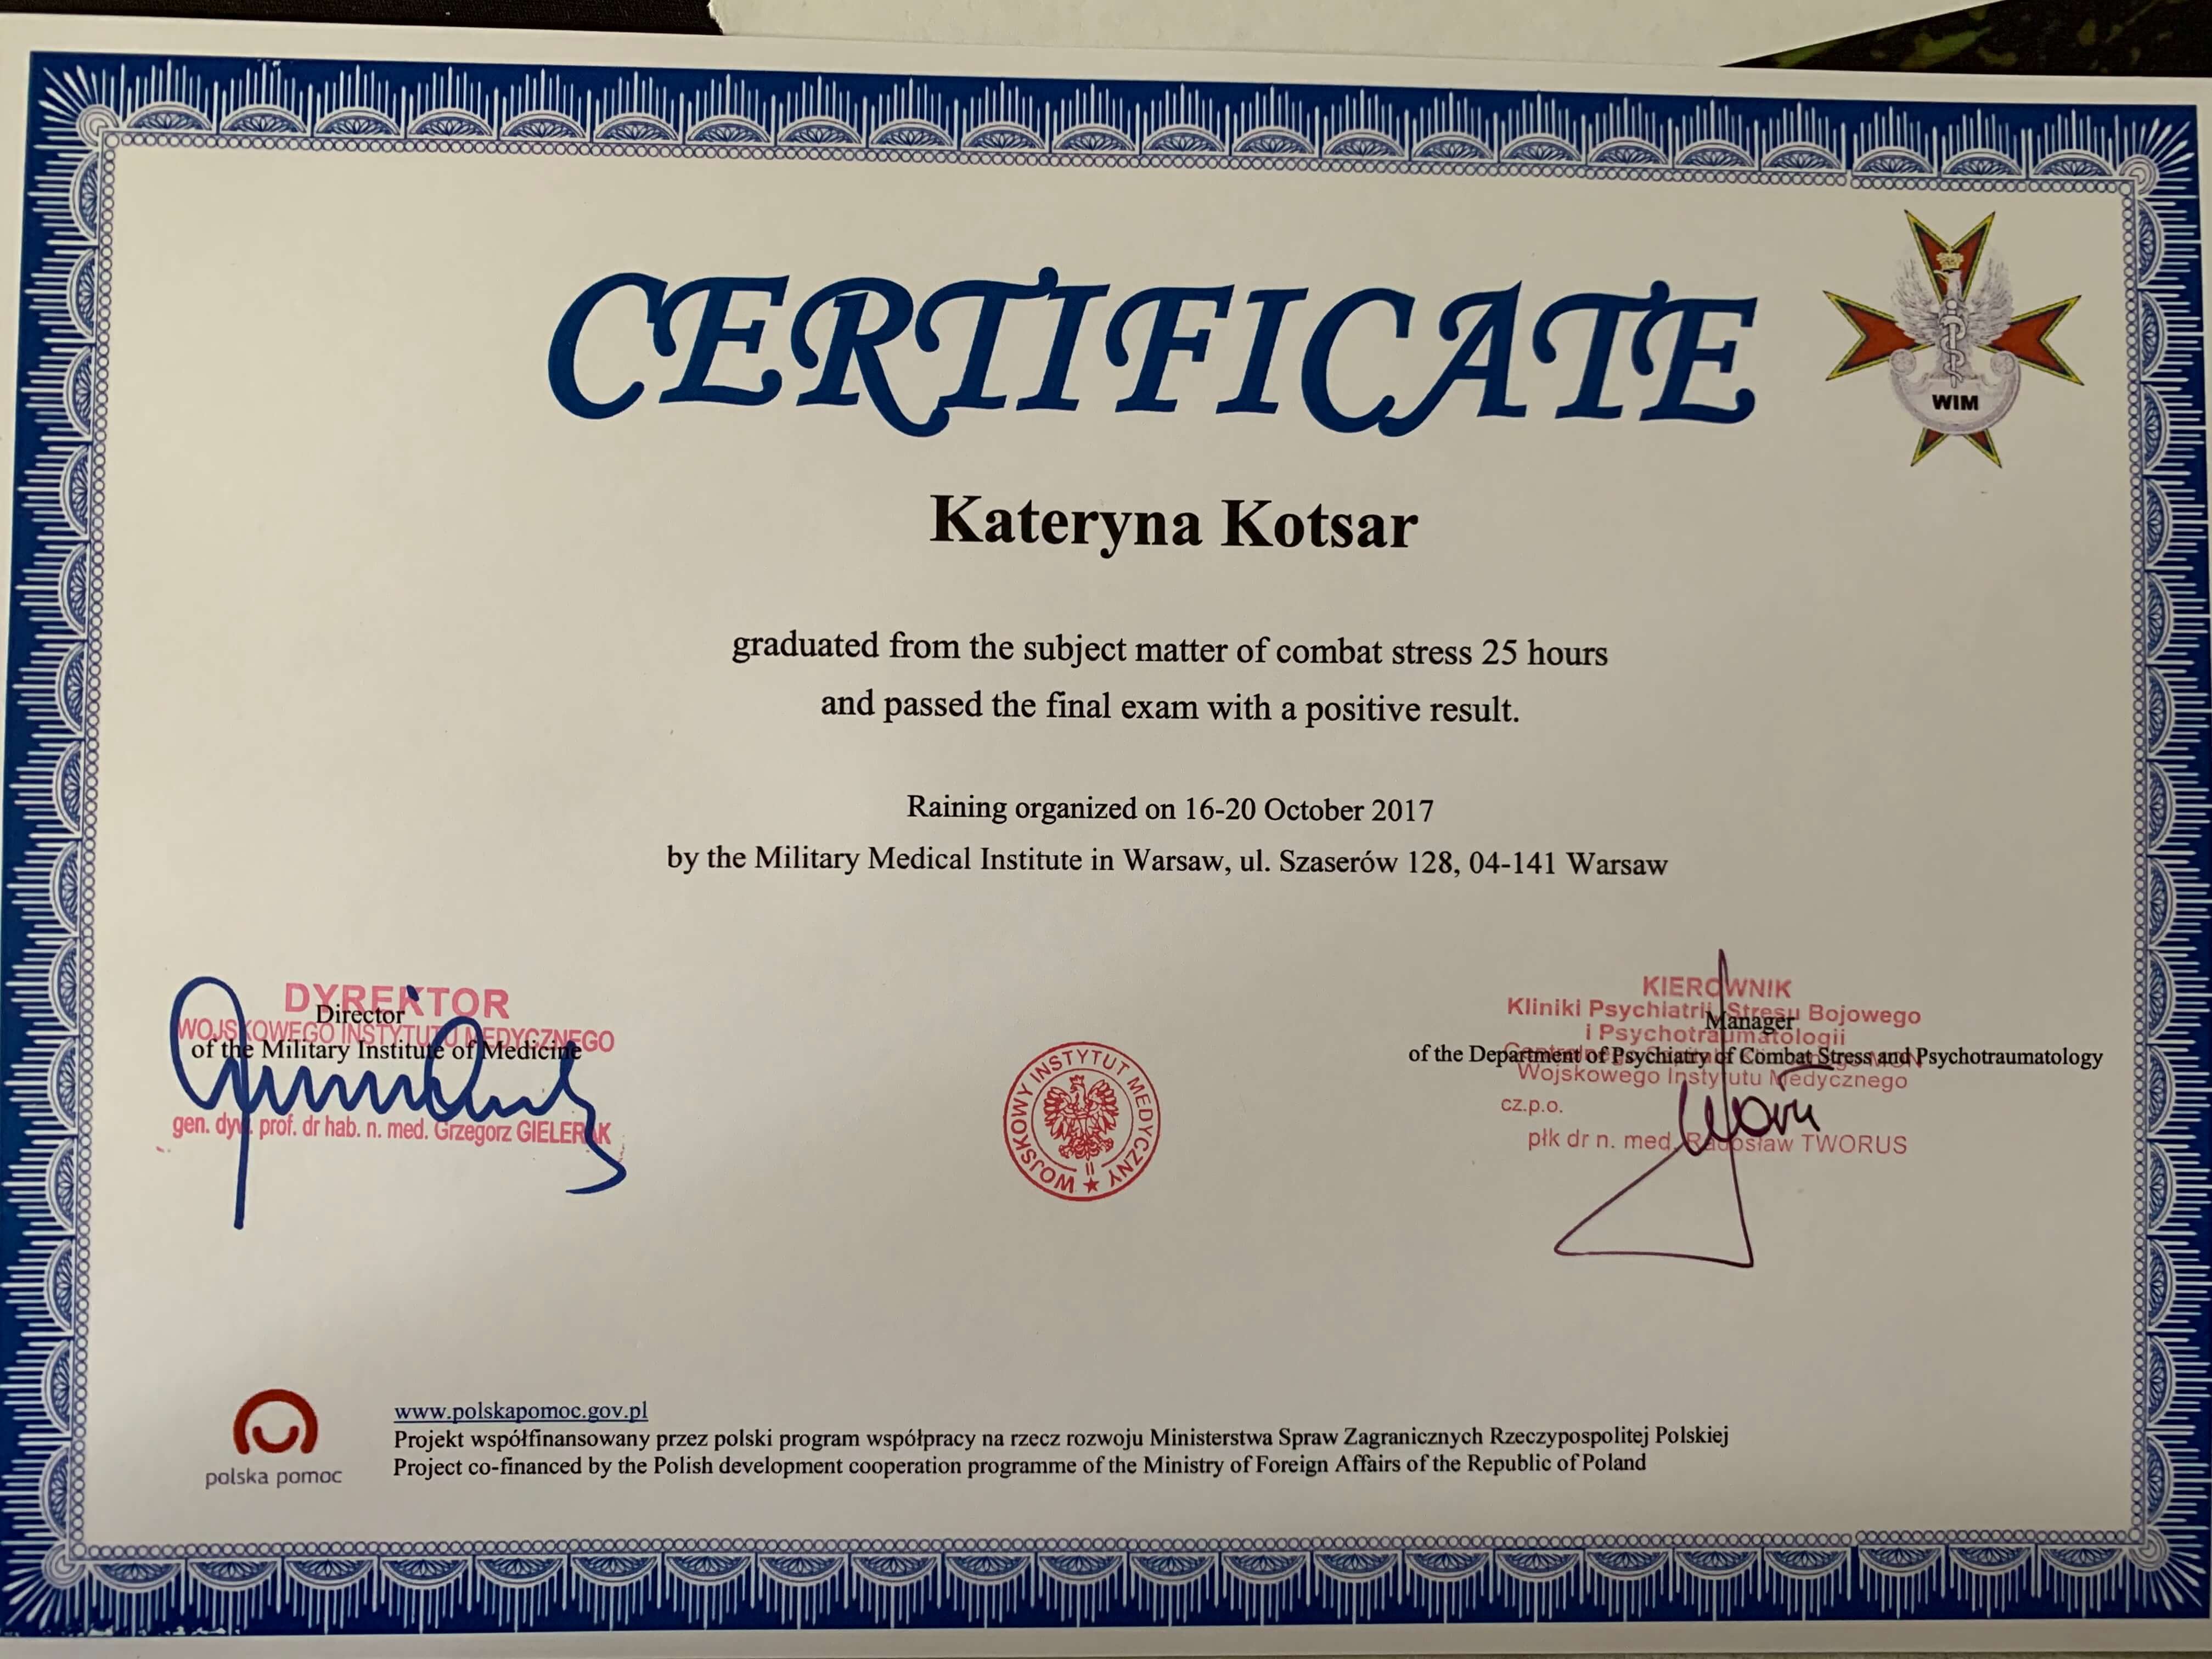 CERTIFICATE
WIM
Kateryna Kotsar
graduated from the subject matter of combat stress 25 hours
and passed the final exam with a positive result.
Raining organized on 16-20 October 2017
by the Military Medical Institute in Warsaw, ul. Szaserów 128, 04-141 Warsaw
DYREKTOR
Director
WOJSKOWEGO INSTYTUTU MEDYCZNEGO
of the Military Institute of Medicine
gen. dyw. prof. dr hab. n. med. Grzegorz GIELERAK
WOJSKOWY INSTYTUT MEDYCZNY
KIEROWNIK
Kliniki Psychiatrii, Stresu Bojowego
Manager
i Psychotraumatologii
of the Department of Psychiatry of Combat Stress and Psychotraumatology
Wojskowego Instytutu Medycznego
cz.p.o.
płk dr n. med. Radosław TWORUS
www.polskapomoc.gov.pl
Projekt współfinansowany przez polski program współpracy na rzecz rozwoju Ministerstwa Spraw Zagranicznych Rzeczypospolitej Polskiej
Project co-financed by the Polish development cooperation programme of the Ministry of Foreign Affairs of the Republic of Poland
polska pomoc